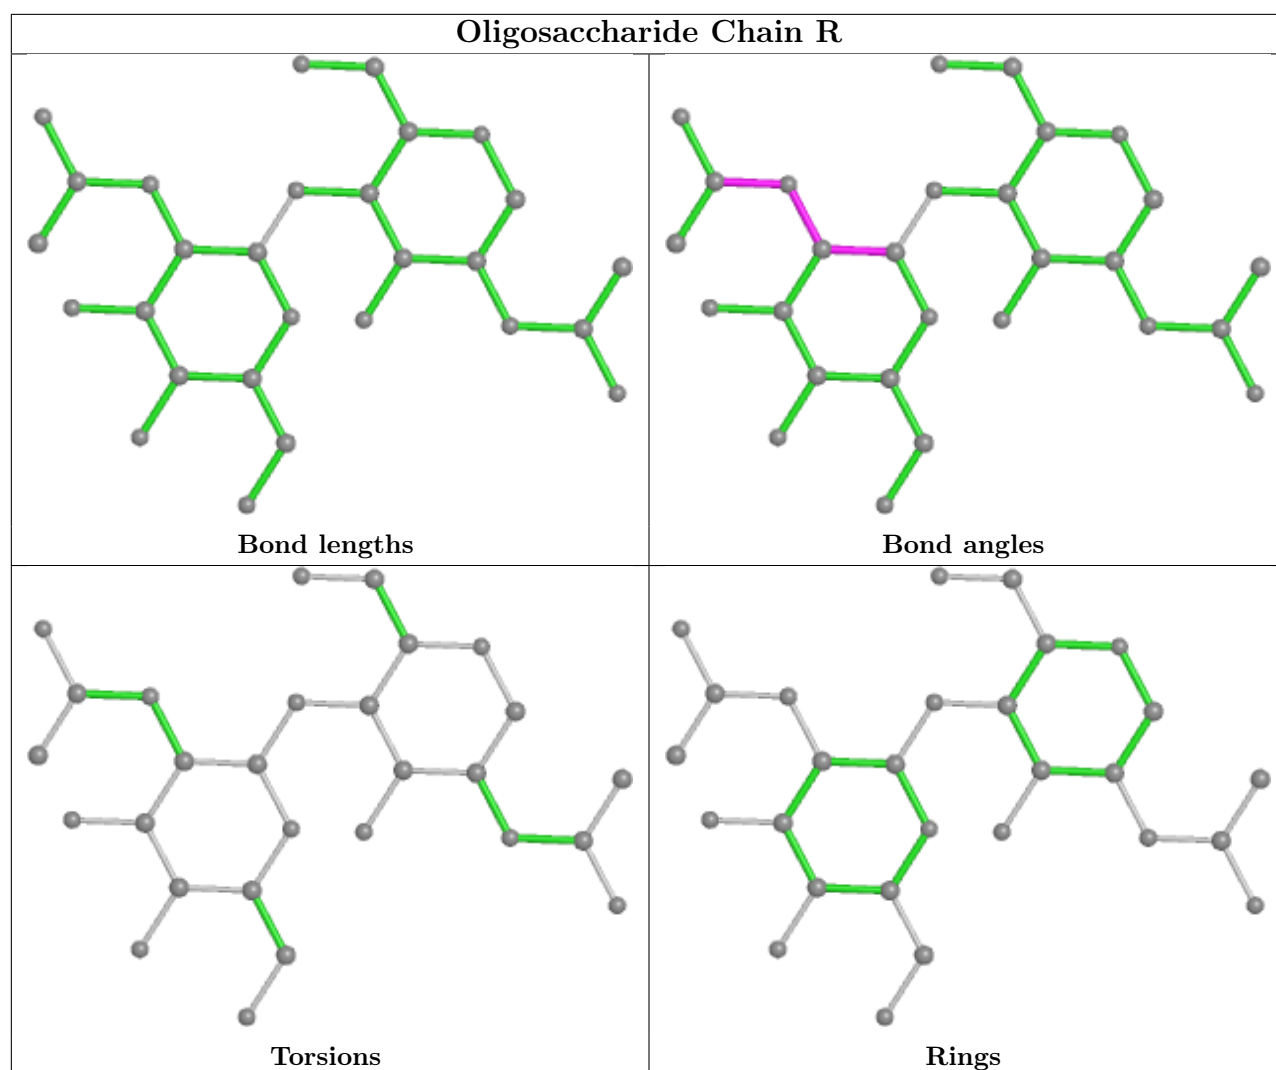 Oligosaccharide Chain R
Bond lengths
Bond angles
Torsions
Rings